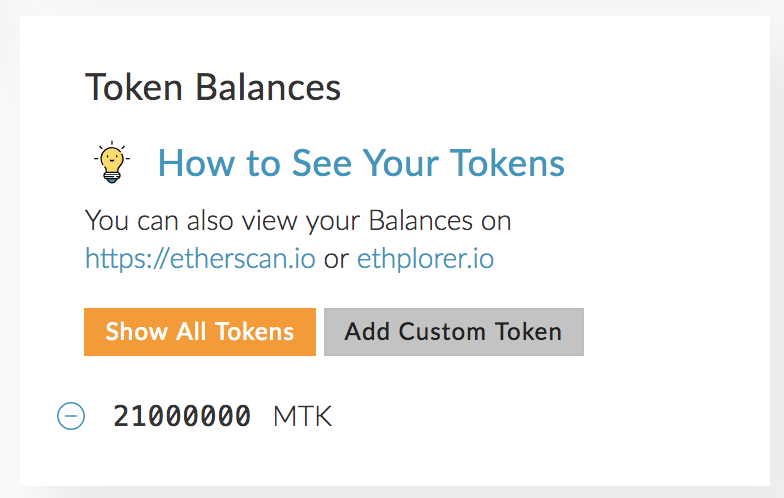 Token Balances
How to See Your Tokens
You can also view your Balances on
https://etherscan.io or ethplorer.io
Show All Tokens Add Custom Token
21000000 MTK